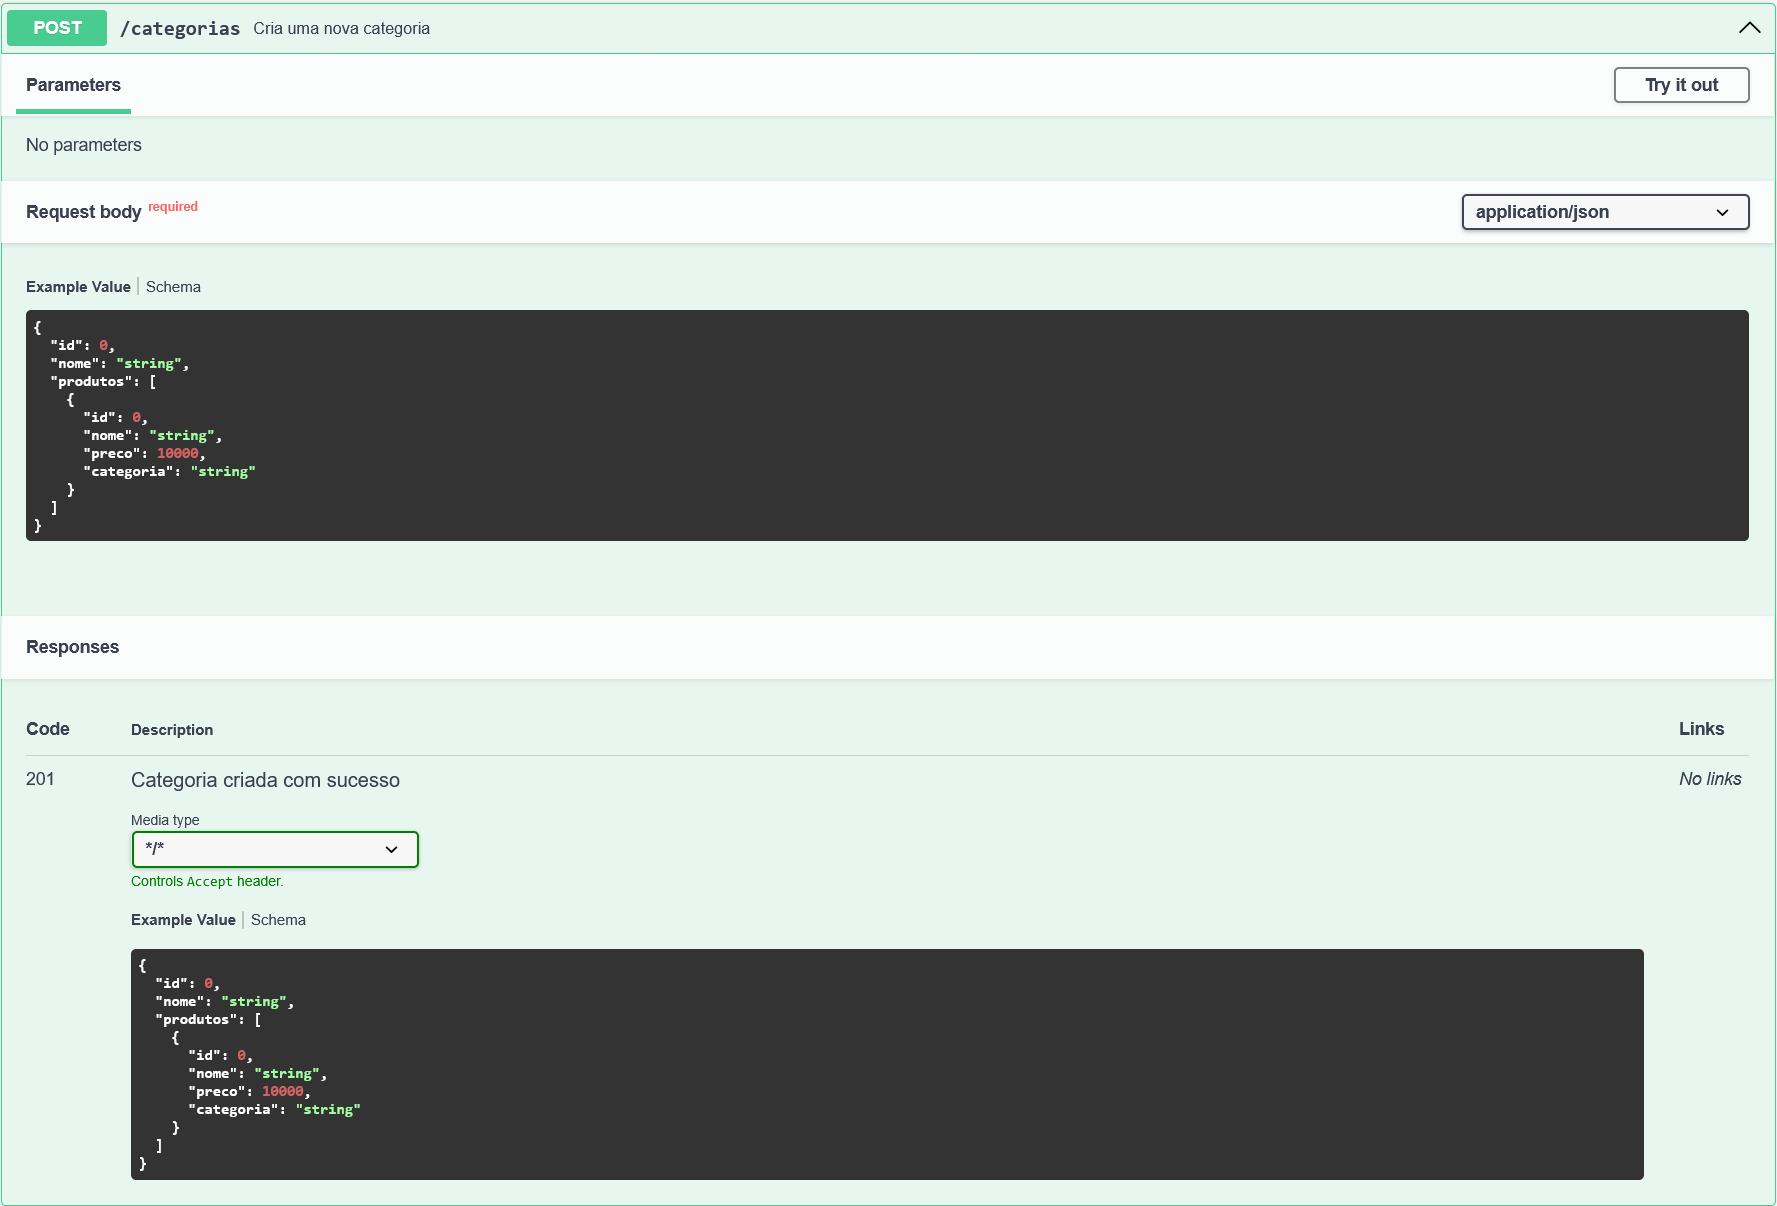 POST /categorias Cria uma nova categoria
Parameters
Try it out
No parameters
Request body required
application/json
Example Value | Schema
{
  "id": 0,
  "nome": "string",
  "produtos": [
    {
      "id": 0,
      "nome": "string",
      "preco": 10000,
      "categoria": "string"
    }
  ]
}
Responses
Code Description Links
201 Categoria criada com sucesso No links
Media type
*/*
Controls Accept header.
Example Value | Schema
{
  "id": 0,
  "nome": "string",
  "produtos": [
    {
      "id": 0,
      "nome": "string",
      "preco": 10000,
      "categoria": "string"
    }
  ]
}